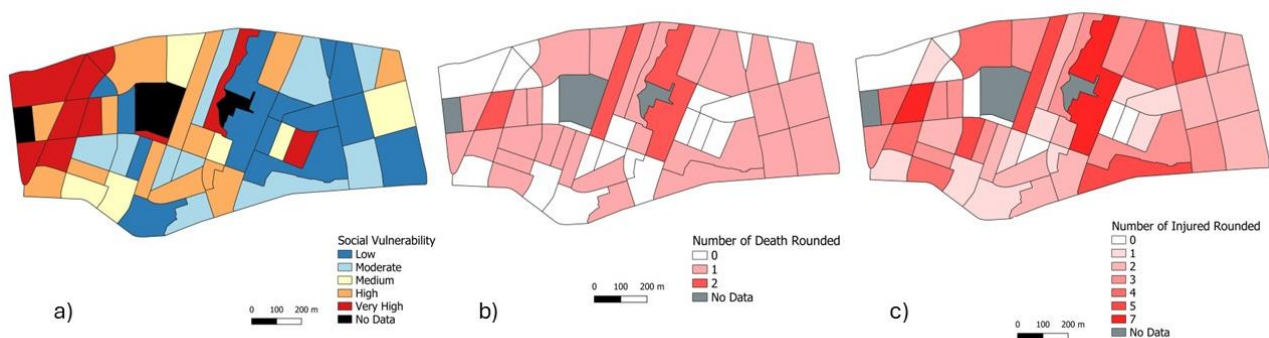 Social Vulnerability
Low
Moderate
Medium
High
Very High
No Data
0 100 200 m
a)
Number of Death Rounded
0
1
2
No Data
0 100 200 m
b)
Number of Injured Rounded
0
1
2
3
4
5
7
No Data
0 100 200 m
c)